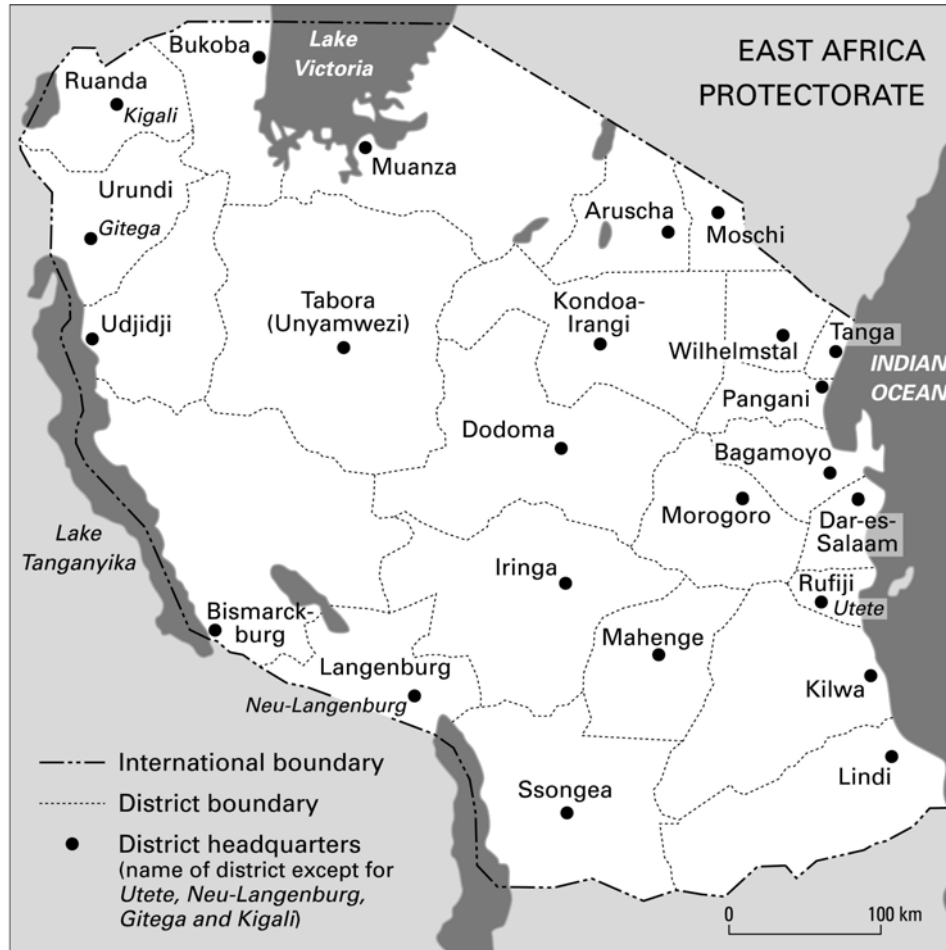 EAST AFRICA
PROTECTORATE
Bukoba
Lake
Victoria
Ruanda
Kigali
Muanza
Urundi
Gitega
Aruscha
Moschi
Udjidji
Tabora
(Unyamwezi)
Kondoa-
Irangi
Wilhelmstal
Tanga
INDIAN
OCEAN
Pangani
Dodoma
Bagamoyo
Morogoro
Dar-es-
Salaam
Lake
Tanganyika
Iringa
Rufiji
Utete
Bismarck-
burg
Langenburg
Neu-Langenburg
Mahenge
Kilwa
Lindi
Ssongea
International boundary
District boundary
District headquarters
(name of district except for
Utete, Neu-Langenburg,
Gitega and Kigali)
0 100 km